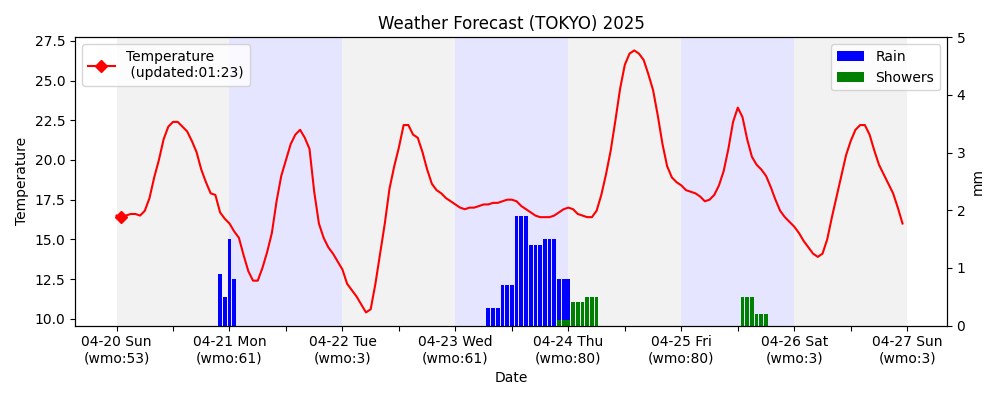 Weather Forecast (TOKYO) 2025
Temperature
(updated:01:23)
Rain
Showers
27.5
25.0
22.5
20.0
17.5
15.0
12.5
10.0
Temperature
5
4
3
2
1
0
mm
04-20 Sun
(wmo:53)
04-21 Mon
(wmo:61)
04-22 Tue
(wmo:3)
04-23 Wed
(wmo:61)
04-24 Thu
(wmo:80)
04-25 Fri
(wmo:80)
04-26 Sat
(wmo:3)
04-27 Sun
(wmo:3)
Date